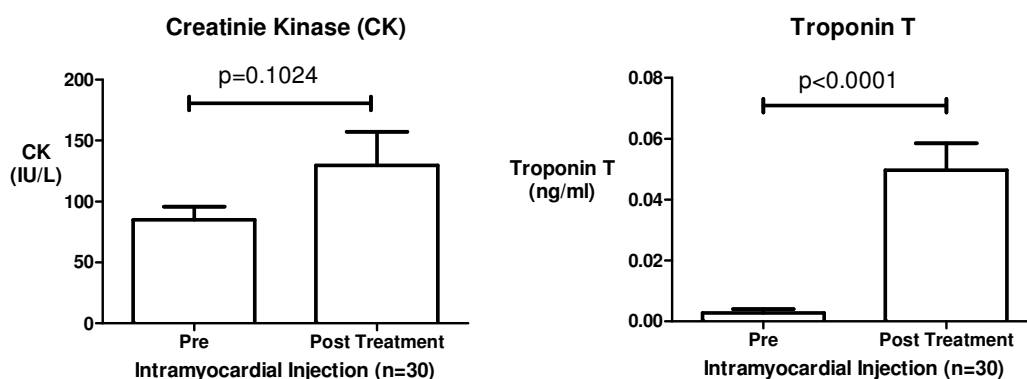 Creatinie Kinase (CK)
p=0.1024
200
150
100
50
0
CK
(IU/L)
Pre
Post Treatment
Intramyocardial Injection (n=30)
Troponin T
p<0.0001
0.08
0.06
0.04
0.02
0.00
Troponin T
(ng/ml)
Pre
Post Treatment
Intramyocardial Injection (n=30)